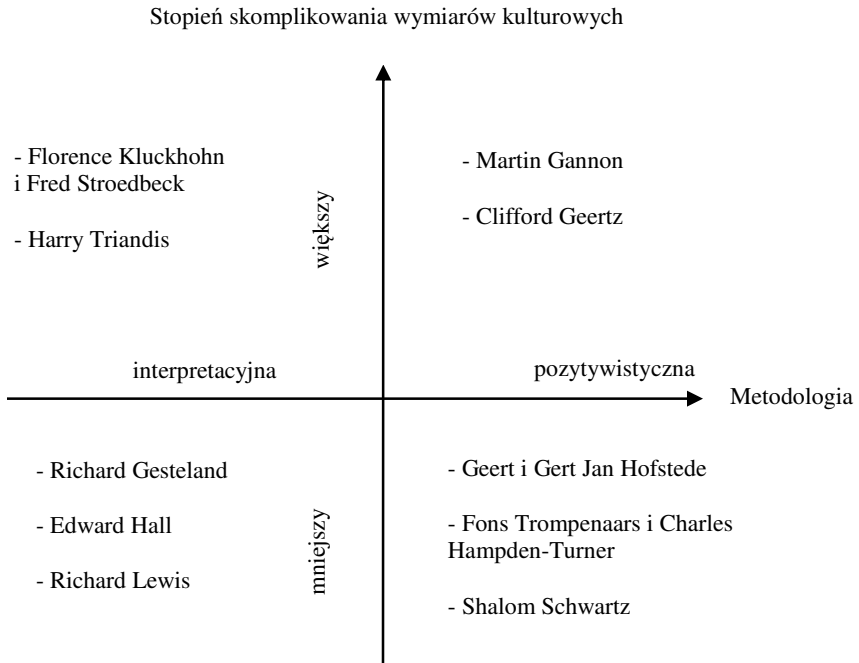 Stopień skomplikowania wymiarów kulturowych
- Florence Kluckhohn
i Fred Stroedbeck
- Harry Triandis
większy
- Martin Gannon
- Clifford Geertz
interpretacyjna
pozytywistyczna
Metodologia
- Richard Gesteland
- Edward Hall
- Richard Lewis
mniejszy
- Geert i Gert Jan Hofstede
- Fons Trompenaars i Charles
Hampden-Turner
- Shalom Schwartz